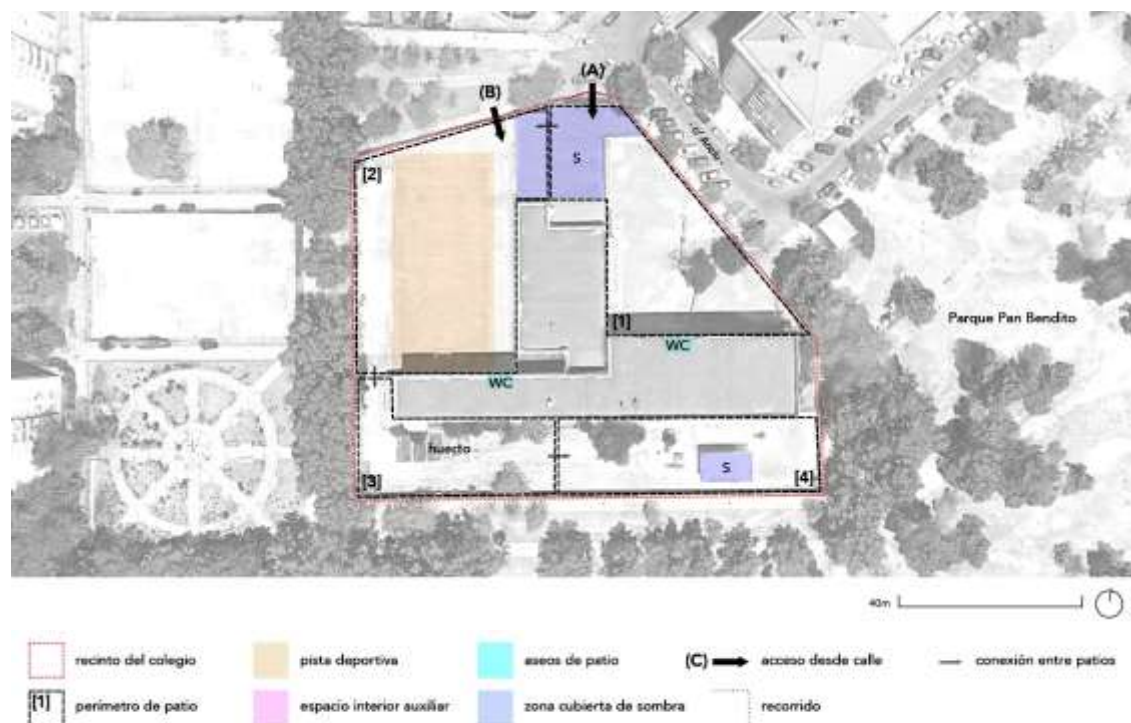 (A)
(B)
S
[2]
[1]
WC
WC
Parque Pan Bendito
huerto
S
[3]
[4]
40m
recinto del colegio
pista deportiva
aseos de patio
(C)
acceso desde calle
conexión entre patios
[1]
perímetro de patio
espacio interior auxiliar
zona cubierta de sombra
recorrido